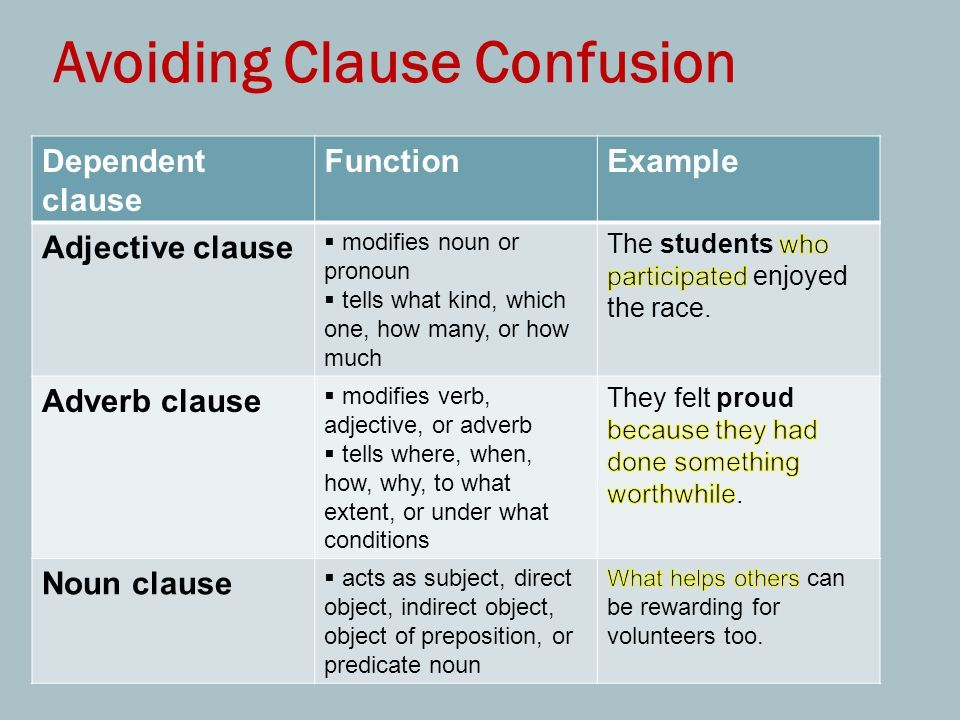 Avoiding Clause Confusion
Dependent
clause
Function
Example
Adjective clause
▪ modifies noun or
pronoun
▪ tells what kind, which
one, how many, or how
much
The students who
participated enjoyed
the race.
Adverb clause
▪ modifies verb,
adjective, or adverb
▪ tells where, when,
how, why, to what
extent, or under what
conditions
They felt proud
because they had
done something
worthwhile.
Noun clause
▪ acts as subject, direct
object, indirect object,
object of preposition, or
predicate noun
What helps others can
be rewarding for
volunteers too.